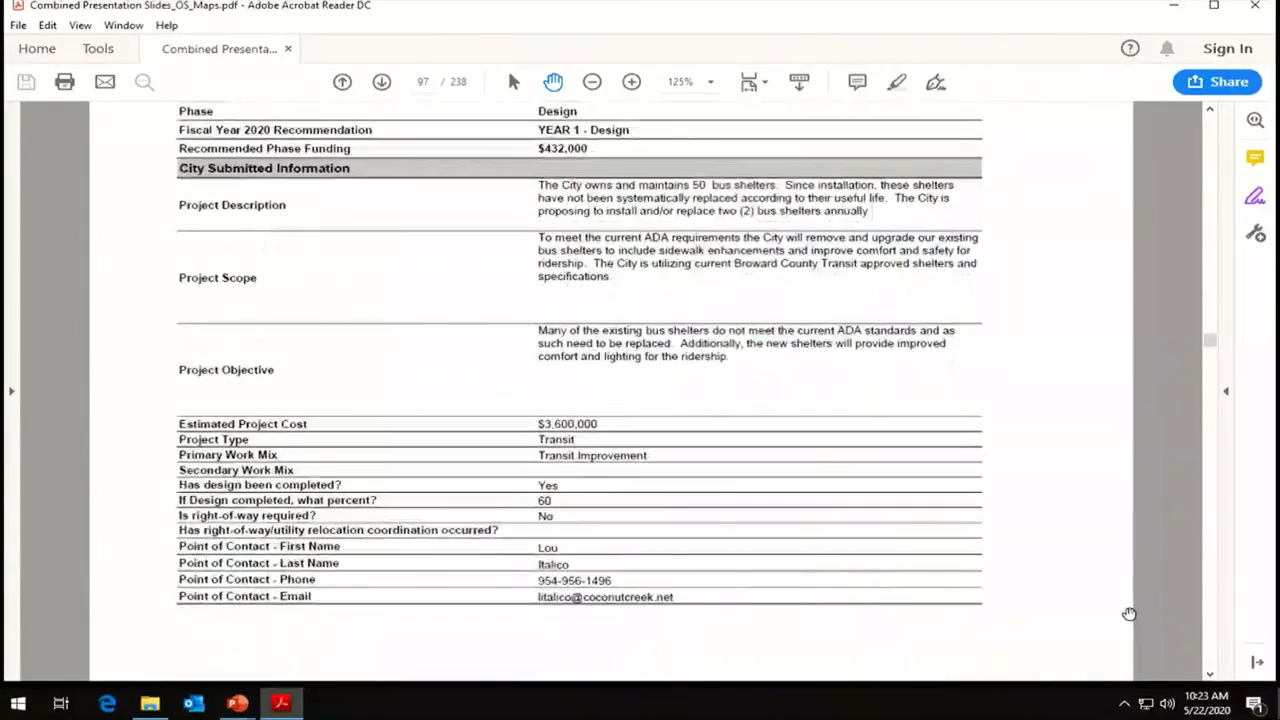 Combined Presentation Slides_OS_Maps.pdf - Adobe Acrobat Reader DC
File Edit View Window Help
Home Tools Combined Presenta... × Sign In
97 / 238 125% Share
Phase Design
Fiscal Year 2020 Recommendation YEAR 1 - Design
Recommended Phase Funding $432,000
City Submitted Information
The City owns and maintains 50 bus shelters. Since installation, these shelters
have not been systematically replaced according to their useful life. The City is
Project Description
proposing to install and/or replace two (2) bus shelters annually
To meet the current ADA requirements the City will remove and upgrade our existing
bus shelters to include sidewalk enhancements and improve comfort and safety for
ridership. The City is utilizing current Broward County Transit approved shelters and
specifications.
Project Scope
Many of the existing bus shelters do not meet the current ADA standards and as
such need to be replaced. Additionally, the new shelters will provide improved
comfort and lighting for the ridership.
Project Objective
Estimated Project Cost $3,600,000
Project Type Transit
Primary Work Mix Transit Improvement
Secondary Work Mix
Has design been completed? Yes
If Design completed, what percent? 60
Is right-of-way required? No
Has right-of-way/utility relocation coordination occurred?
Point of Contact - First Name Lou
Point of Contact - Last Name Italico
Point of Contact - Phone 954-956-1496
Point of Contact - Email litalico@coconutcreek.net
10:23 AM
5/22/2020